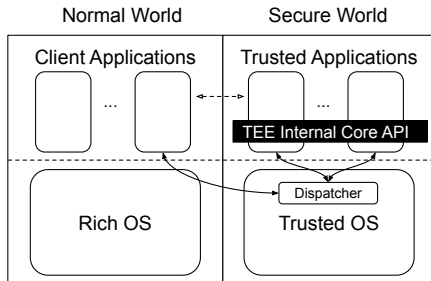 Normal World
Secure World
Client Applications
Trusted Applications
...
...
TEE Internal Core API
Dispatcher
Rich OS
Trusted OS